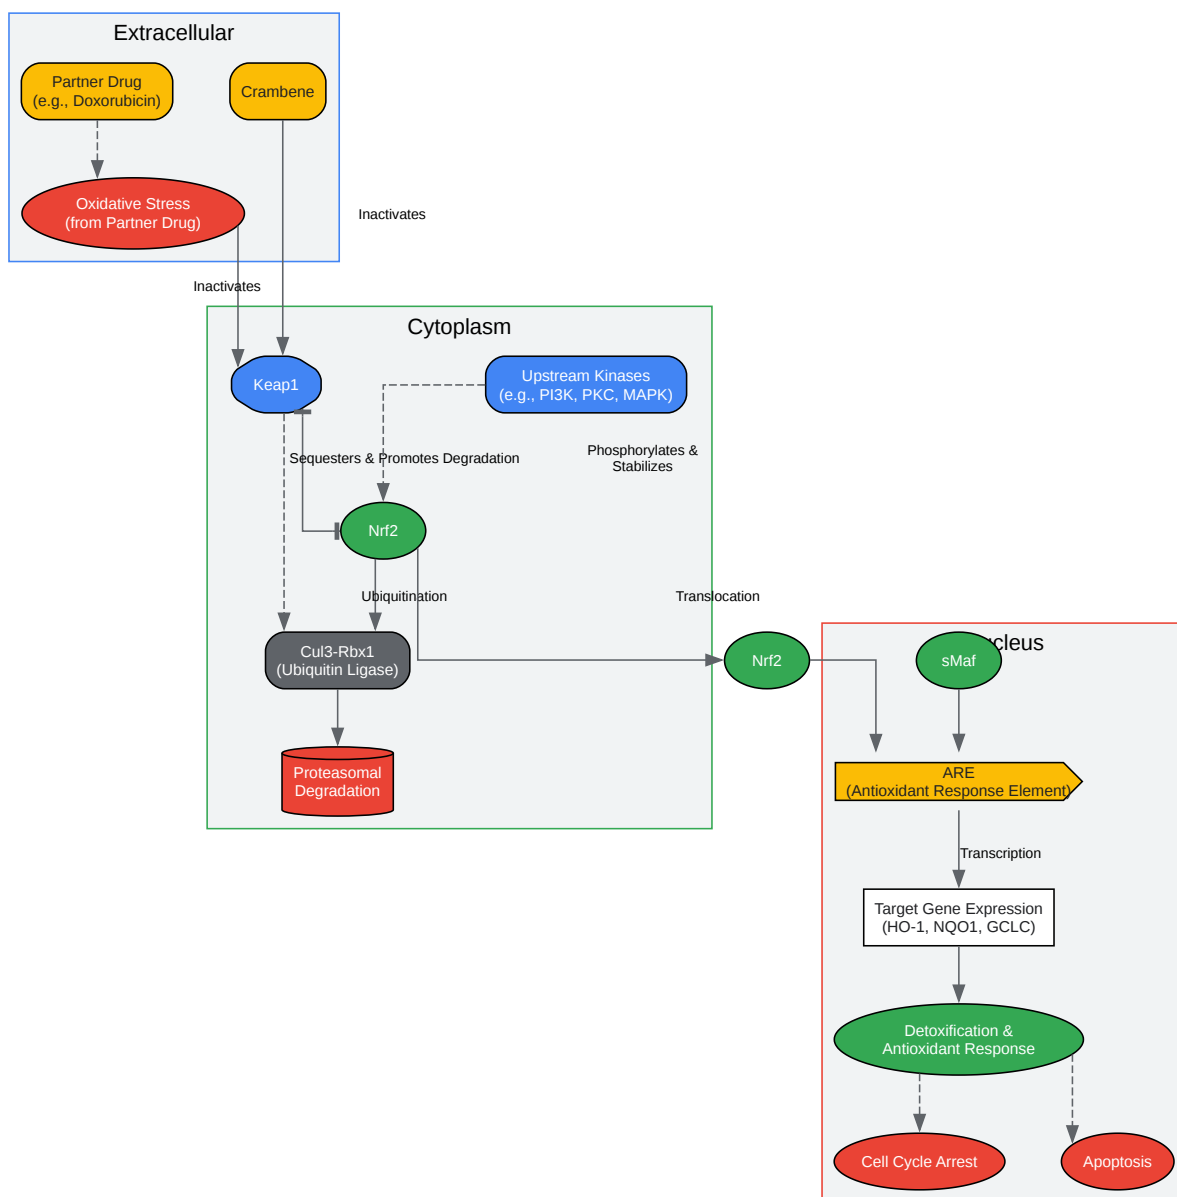 Extracellular
Partner Drug
(e.g., Doxorubicin)
Crambene
Oxidative Stress
(from Partner Drug)
Inactivates
Inactivates
Cytoplasm
Keap1
Upstream Kinases
(e.g., PI3K, PKC, MAPK)
Sequesters & Promotes Degradation
Phosphorylates &
Stabilizes
Nrf2
Ubiquitination
Translocation
Cul3-Rbx1
(Ubiquitin Ligase)
Nrf2
sMaf
cleus
Proteasomal
Degradation
ARE
(Antioxidant Response Element)
Transcription
Target Gene Expression
(HO-1, NQO1, GCLC)
Detoxification &
Antioxidant Response
Cell Cycle Arrest
Apoptosis